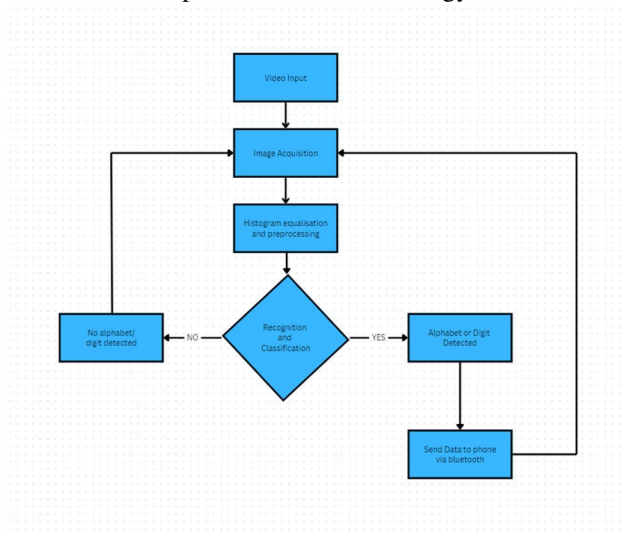 Video Input
Image Acquisition
Histogram equalisation
and preprocessing
Recognition
and
Classification
NO
No alphabet/
digit detected
YES
Alphabet or Digit
Detected
Send Data to phone
via bluetooth